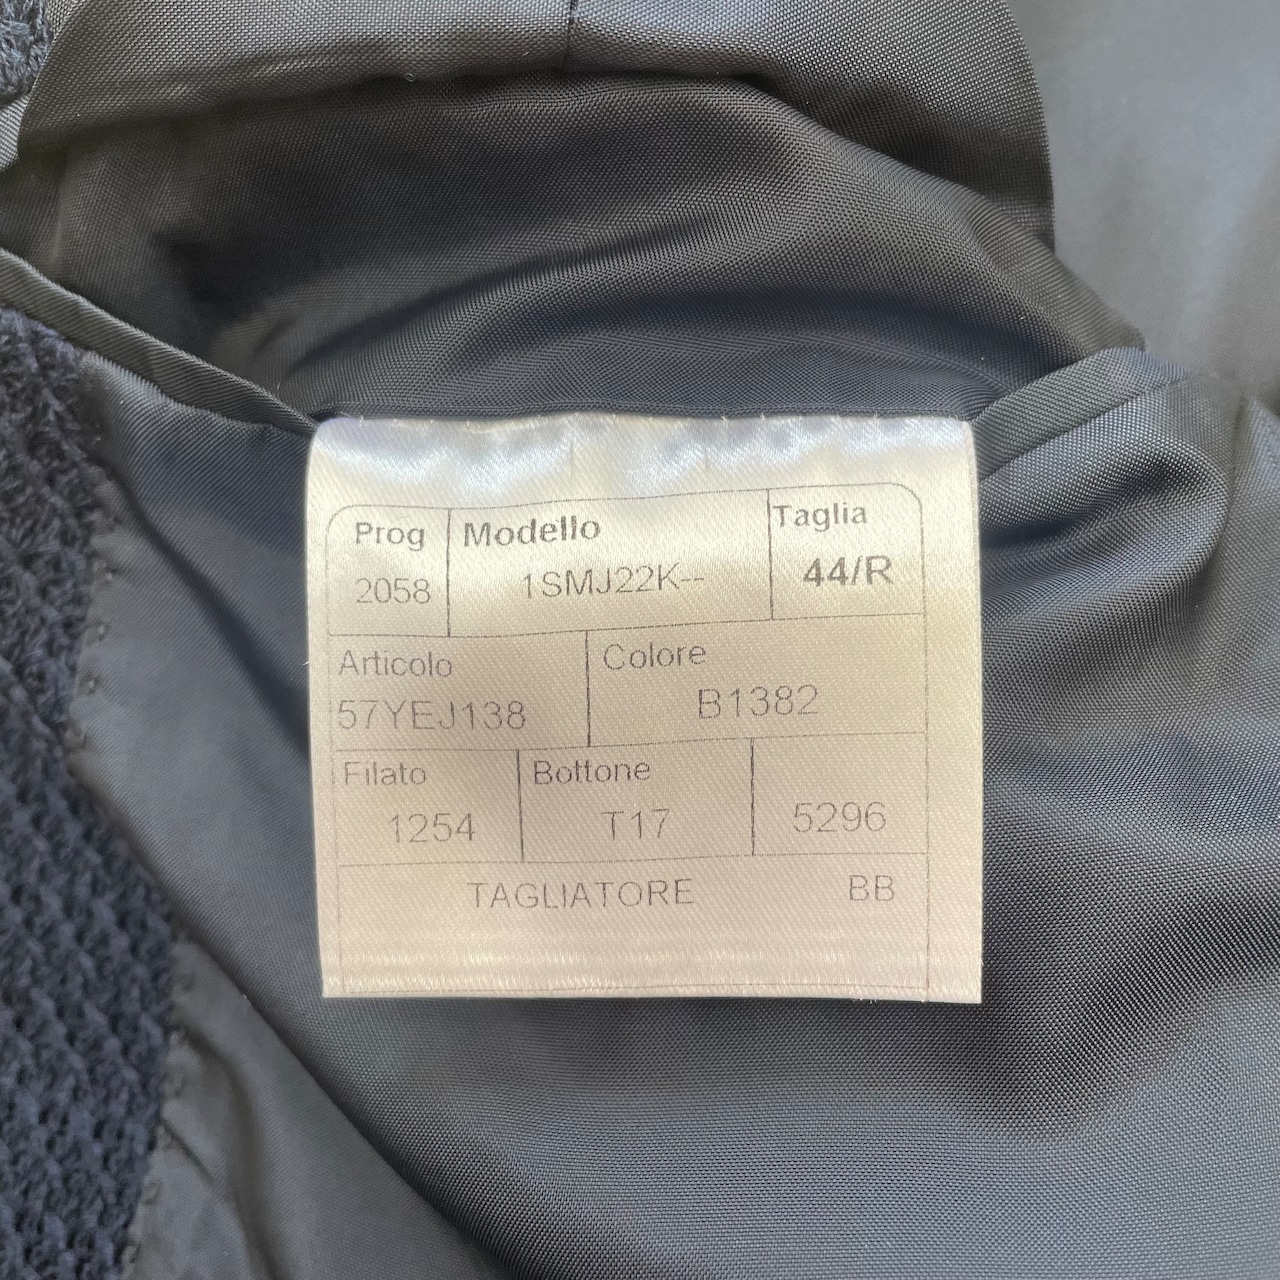 Prog Modello Taglia
2058 1SMJ22K-- 44/R
Articolo Colore
57YEJ138 B1382
Filato Bottone
1254 T17 5296
TAGLIATORE BB